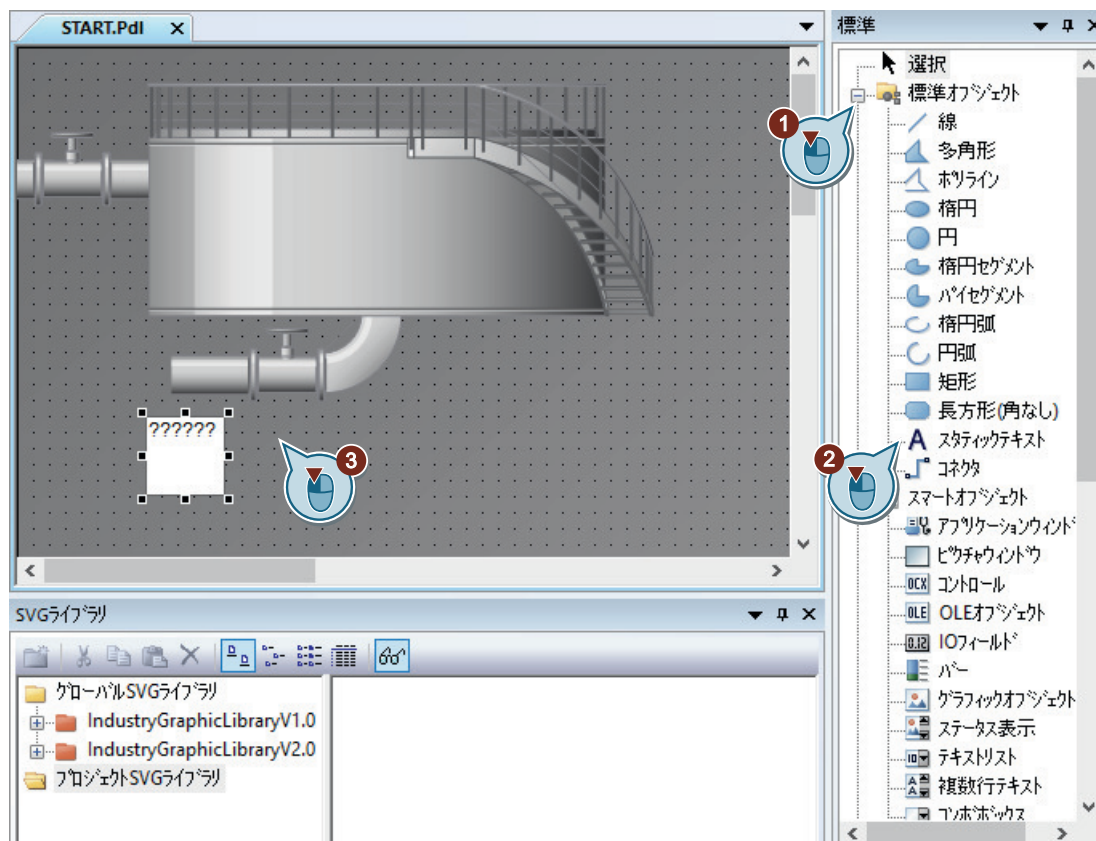 START.Pdl
標準
選択
標準オブジェクト
線
多角形
ポリライン
楕円
円
楕円セグメント
パイセグメント
楕円弧
円弧
矩形
長方形(角なし)
スタティックテキスト
コネクタ
スマートオブジェクト
アプリケーションウィンド
ピクチャウィンドウ
OCX コントロール
OLE OLEオブジェクト
0.12 IOフィールド
バー
グラフィックオブジェクト
ステータス表示
テキストリスト
複数行テキスト
コンボボックス
1
2
3
??????
SVGライブラリ
グローバルSVGライブラリ
IndustryGraphicLibraryV1.0
IndustryGraphicLibraryV2.0
プロジェクトSVGライブラリ